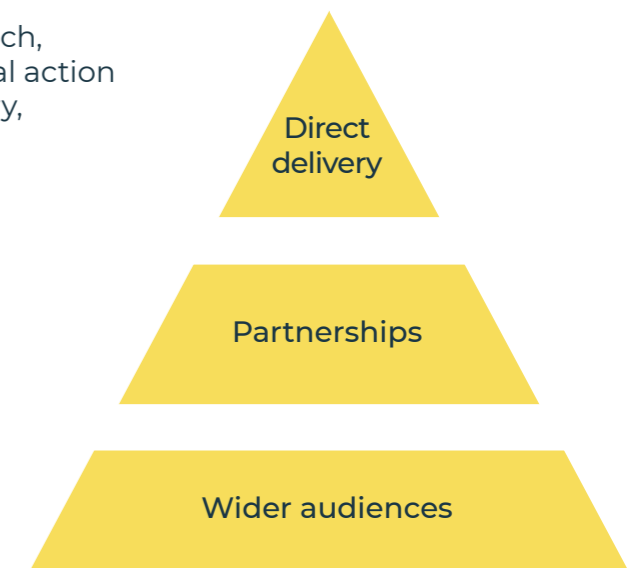 ch,
al action
y,
Direct
delivery
Partnerships
Wider audiences